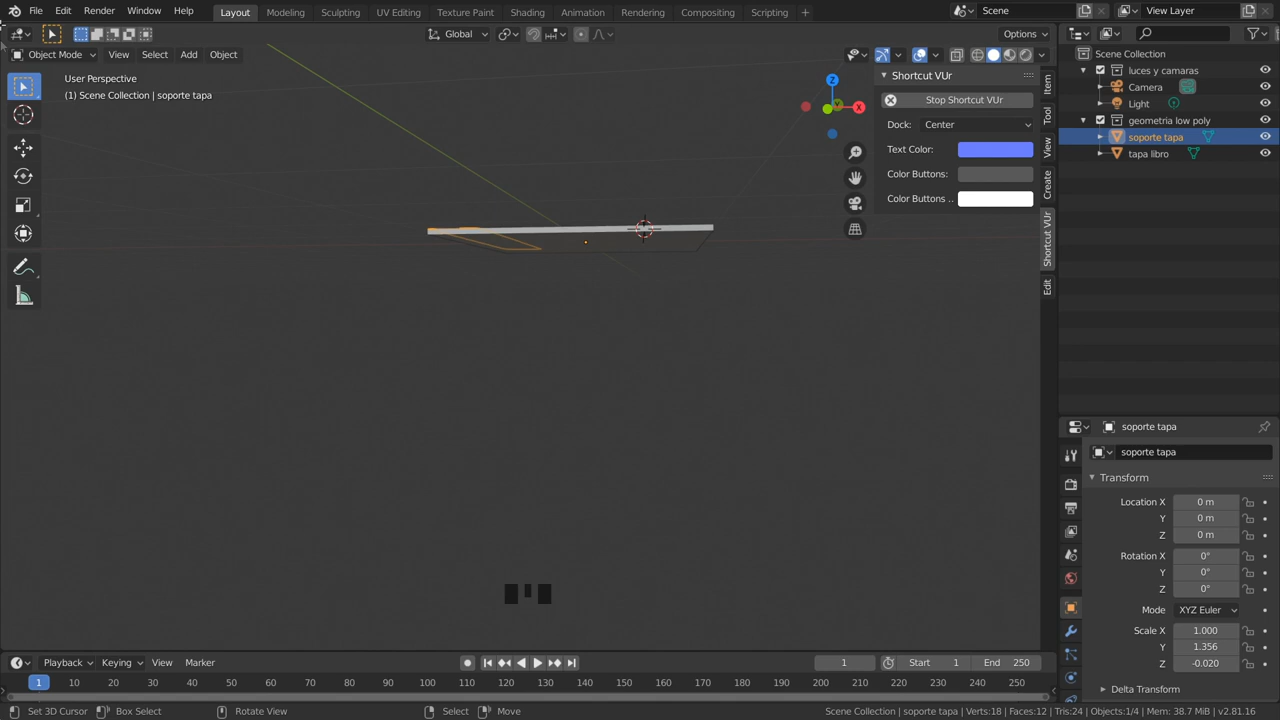 File Edit Render Window Help Layout Modeling Sculpting UV Editing Texture Paint Shading Animation Rendering Compositing Scripting + Scene View Layer
Global Options
Object Mode View Select Add Object
User Perspective
(1) Scene Collection | soporte tapa
Z
X
Y
Shortcut VUr
Stop Shortcut VUr
Dock: Center
Text Color:
Color Buttons:
Color Buttons ..
Item
Tool
View
Create
Shortcut VUr
Edit
Scene Collection
luces y camaras
Camera
Light
geometria low poly
soporte tapa
tapa libro
soporte tapa
soporte tapa
Transform
Location X 0 m
Y 0 m
Z 0 m
Rotation X 0°
Y 0°
Z 0°
Mode XYZ Euler
Scale X 1.000
Y 1.356
Z -0.020
Delta Transform
Playback Keying View Marker 1 Start 1 End 250
1 10 20 30 40 50 60 70 80 90 100 110 120 130 140 150 160 170 180 190 200 210 220 230 240 250
Set 3D Cursor Box Select Rotate View Select Move Scene Collection | soporte tapa | Verts:18 | Faces:12 | Tris:24 | Objects:1/4 | Mem: 38.7 MiB | v2.81.16